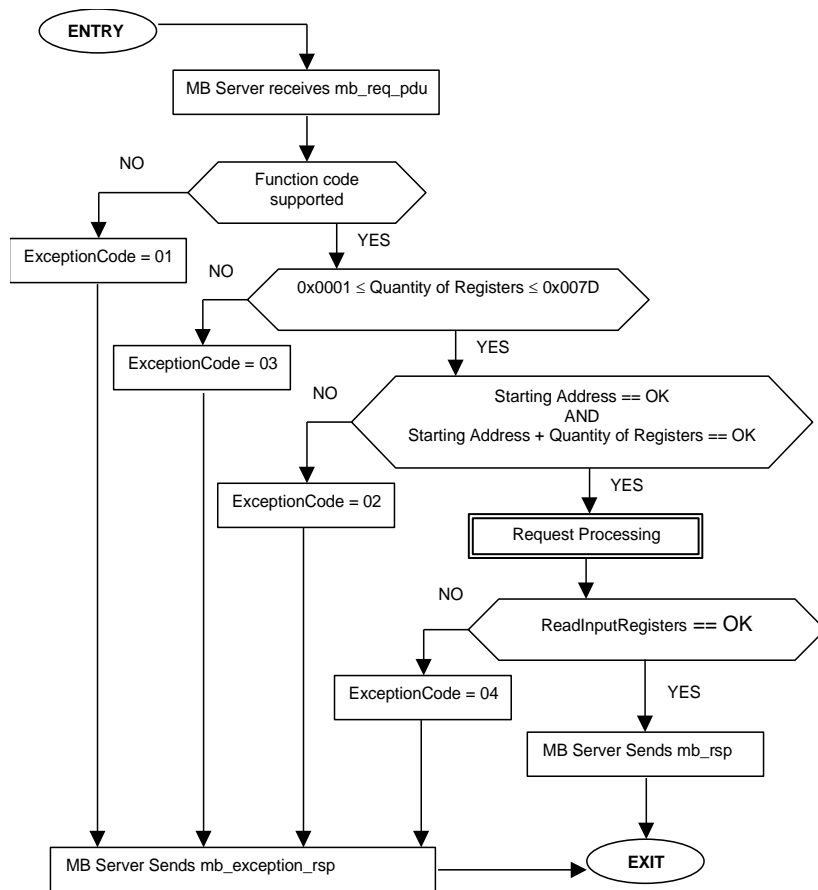 ENTRY
MB Server receives mb_req_pdu
NO
Function code
supported
YES
ExceptionCode = 01
NO
0x0001 ≤ Quantity of Registers ≤ 0x007D
YES
ExceptionCode = 03
NO
Starting Address == OK
AND
Starting Address + Quantity of Registers == OK
YES
ExceptionCode = 02
Request Processing
NO
ReadInputRegisters == OK
YES
ExceptionCode = 04
MB Server Sends mb_rsp
MB Server Sends mb_exception_rsp
EXIT